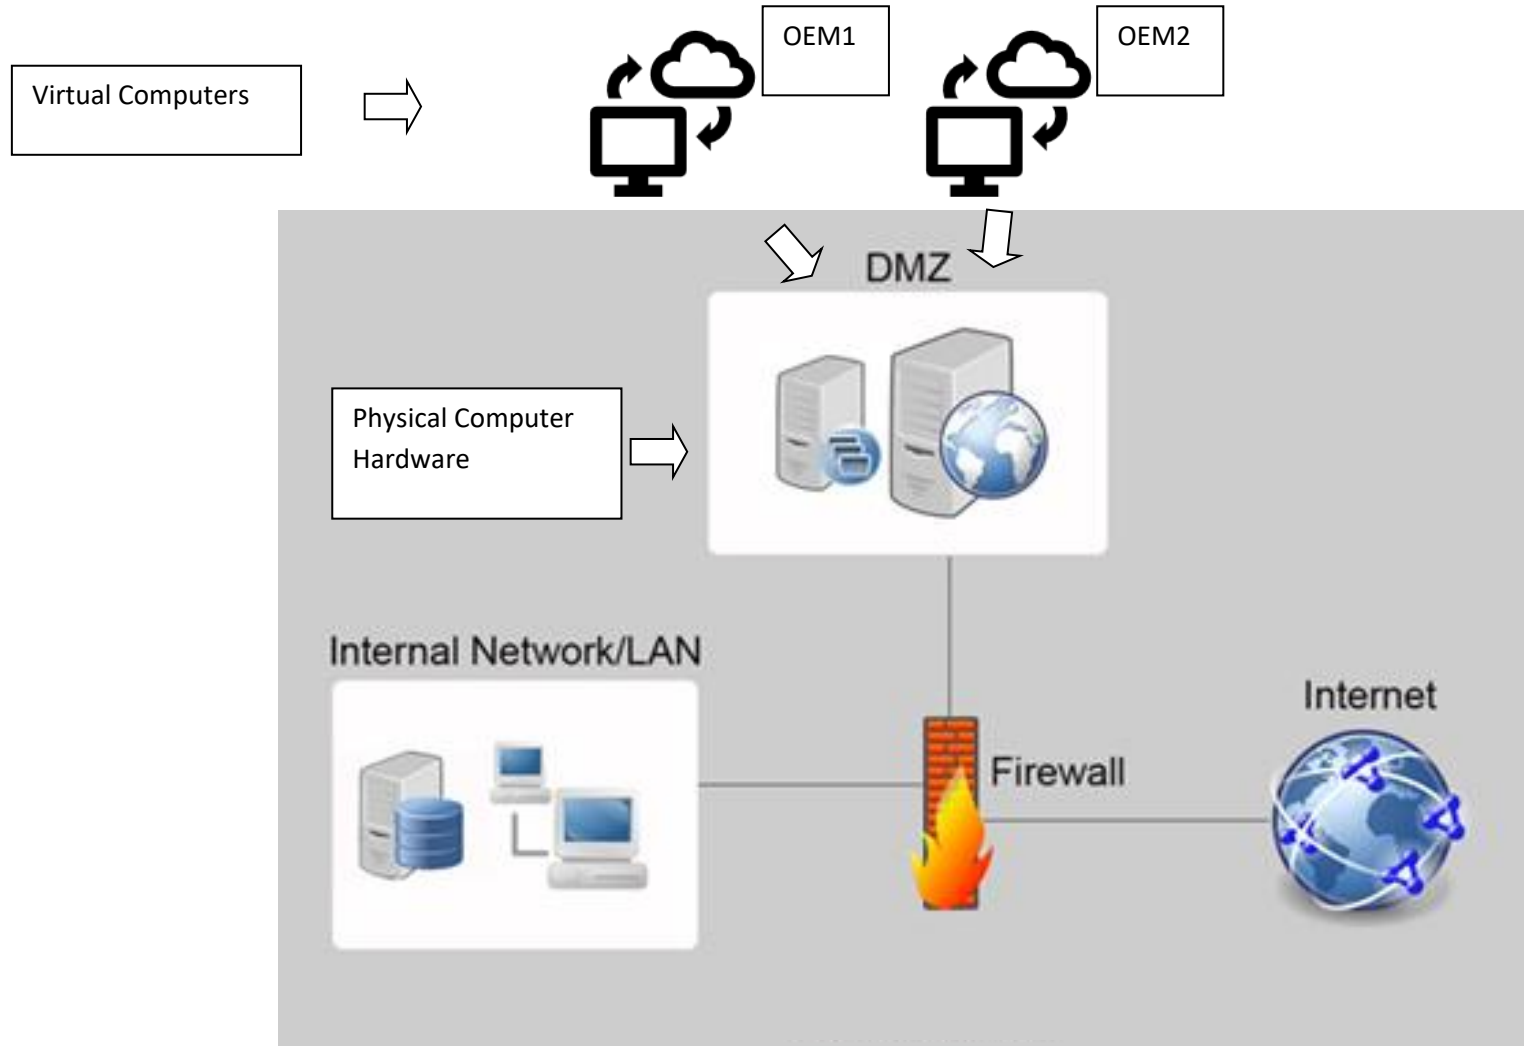 OEM1
OEM2
Virtual Computers
DMZ
Physical Computer
Hardware
Internal Network/LAN
Internet
Firewall